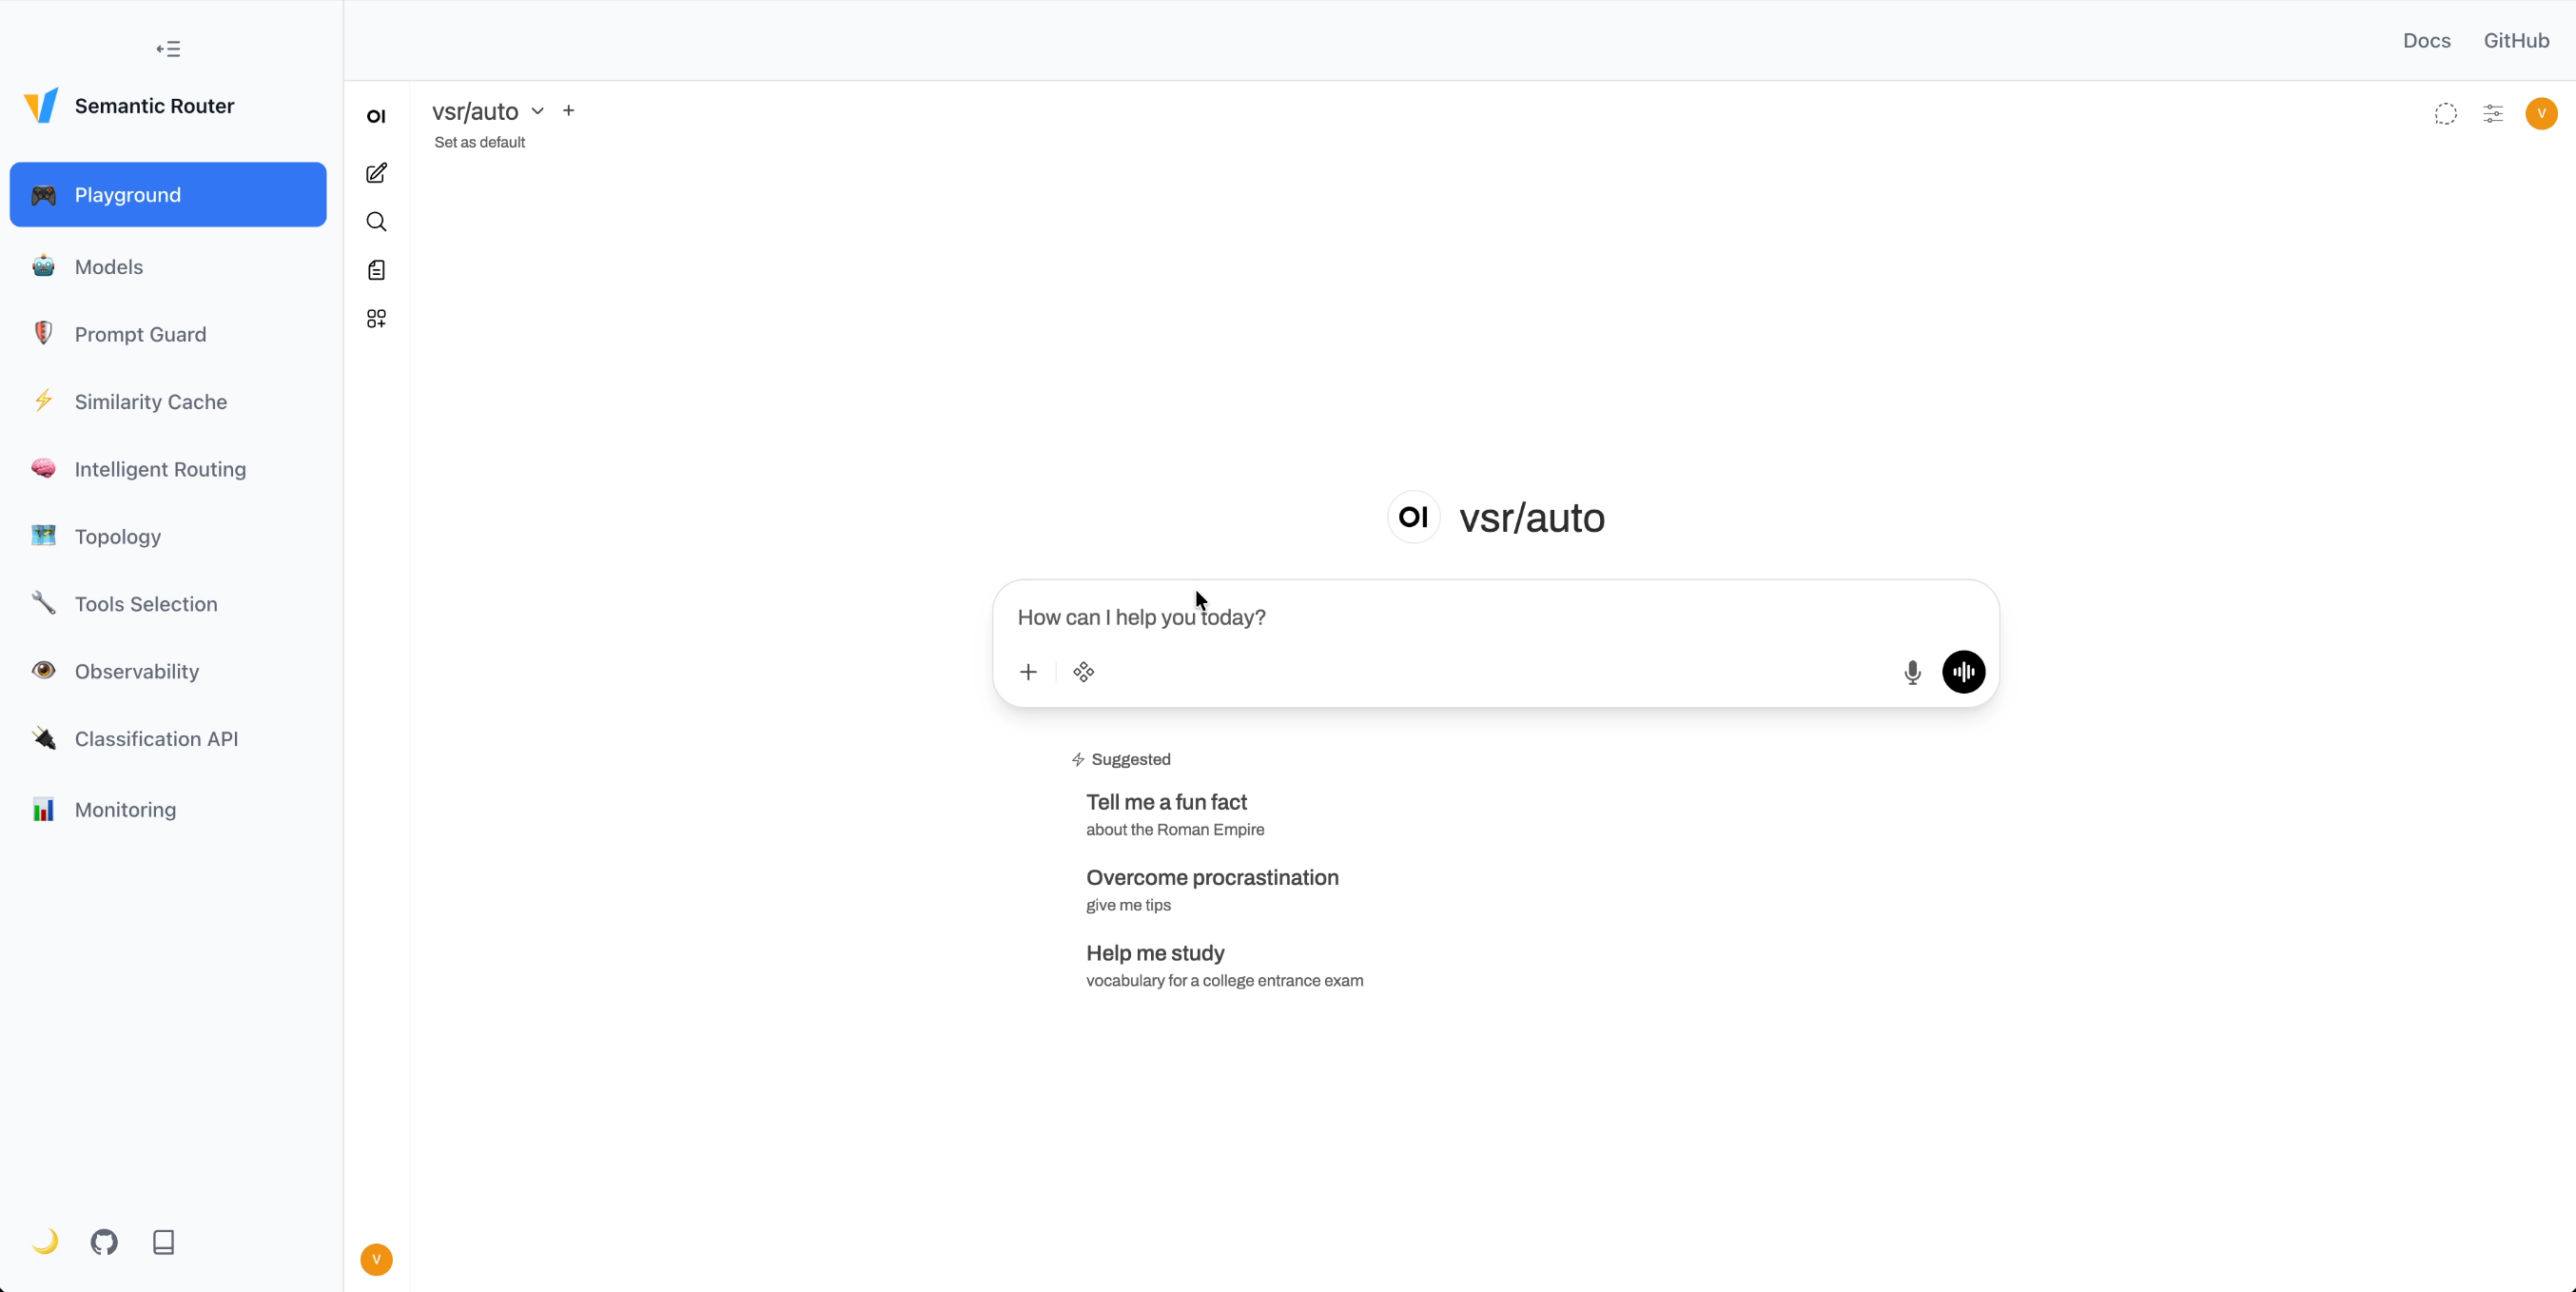 Docs GitHub
Semantic Router
Playground
Models
Prompt Guard
Similarity Cache
Intelligent Routing
Topology
Tools Selection
Observability
Classification API
Monitoring
OI
vsr/auto
Set as default
V
OI vsr/auto
How can I help you today?
Suggested
Tell me a fun fact
about the Roman Empire
Overcome procrastination
give me tips
Help me study
vocabulary for a college entrance exam
V